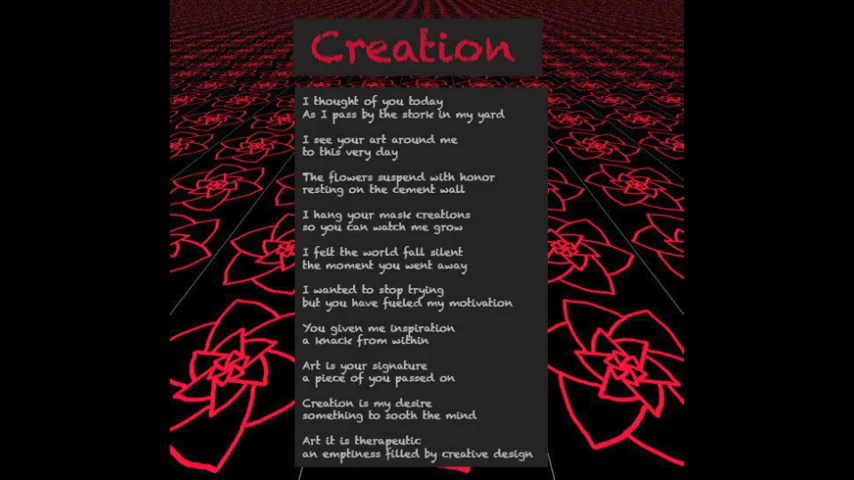 Creation
I thought of you today
As I pass by the stork in my yard
I see your art around me
to this very day
The flowers suspend with honor
resting on the cement wall
I hang your mask creations
so you can watch me grow
I felt the world fall silent
the moment you went away
I wanted to stop trying
but you have fueled my motivation
You given me inspiration
a knack from within
Art is your signature
a piece of you passed on
Creation is my desire
something to sooth the mind
Art it is therapeutic
an emptiness filled by creative design